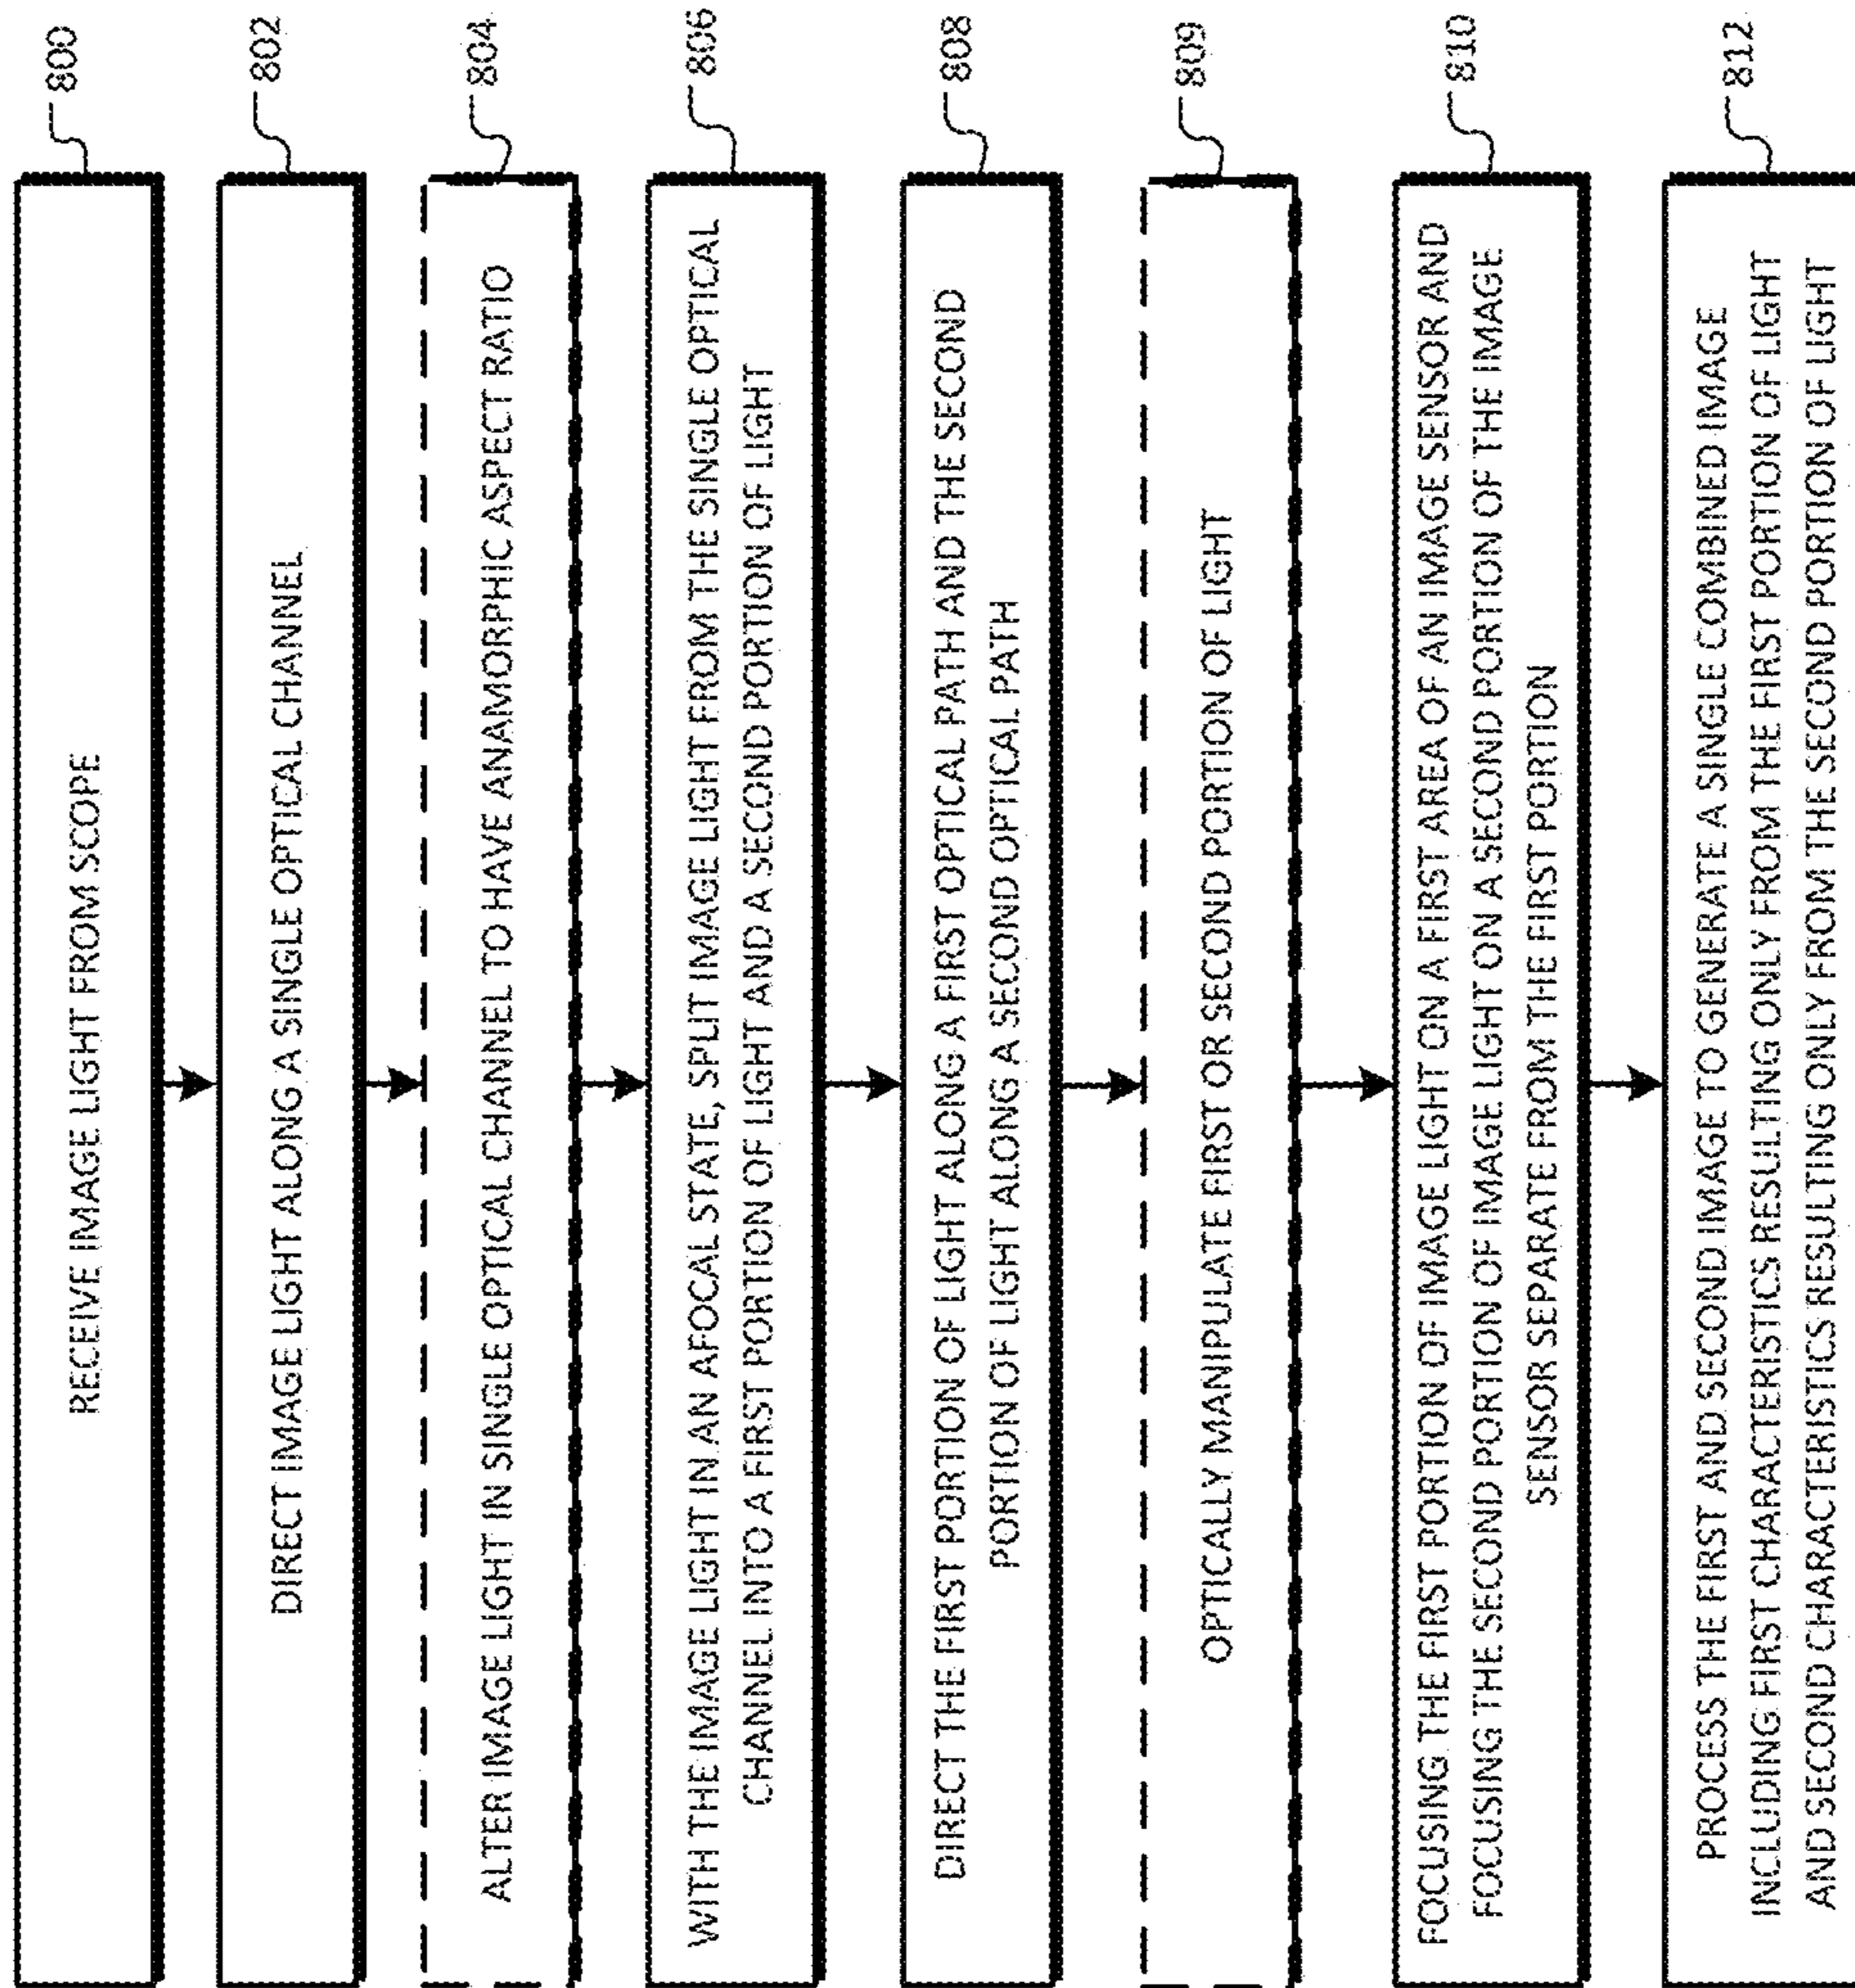 RECEIVE IMAGE LIGHT FROM SCOPE
800
DIRECT IMAGE LIGHT ALONG A SINGLE OPTICAL CHANNEL
802
ALTER IMAGE LIGHT IN SINGLE OPTICAL CHANNEL TO HAVE ANAMORPHIC ASPECT RATIO
804
WITH THE IMAGE LIGHT IN AN AFOCAL STATE, SPLIT IMAGE LIGHT FROM THE SINGLE OPTICAL
CHANNEL INTO A FIRST PORTION OF LIGHT AND A SECOND PORTION OF LIGHT
806
DIRECT THE FIRST PORTION OF LIGHT ALONG A FIRST OPTICAL PATH AND THE SECOND
PORTION OF LIGHT ALONG A SECOND OPTICAL PATH
808
OPTICALLY MANIPULATE FIRST OR SECOND PORTION OF LIGHT
809
FOCUSING THE FIRST PORTION OF IMAGE LIGHT ON A FIRST AREA OF AN IMAGE SENSOR AND
FOCUSING THE SECOND PORTION OF IMAGE LIGHT ON A SECOND PORTION OF THE IMAGE
SENSOR SEPARATE FROM THE FIRST PORTION
810
PROCESS THE FIRST AND SECOND IMAGE TO GENERATE A SINGLE COMBINED IMAGE
INCLUDING FIRST CHARACTERISTICS RESULTING ONLY FROM THE FIRST PORTION OF LIGHT
AND SECOND CHARACTERISTICS RESULTING ONLY FROM THE SECOND PORTION OF LIGHT
812